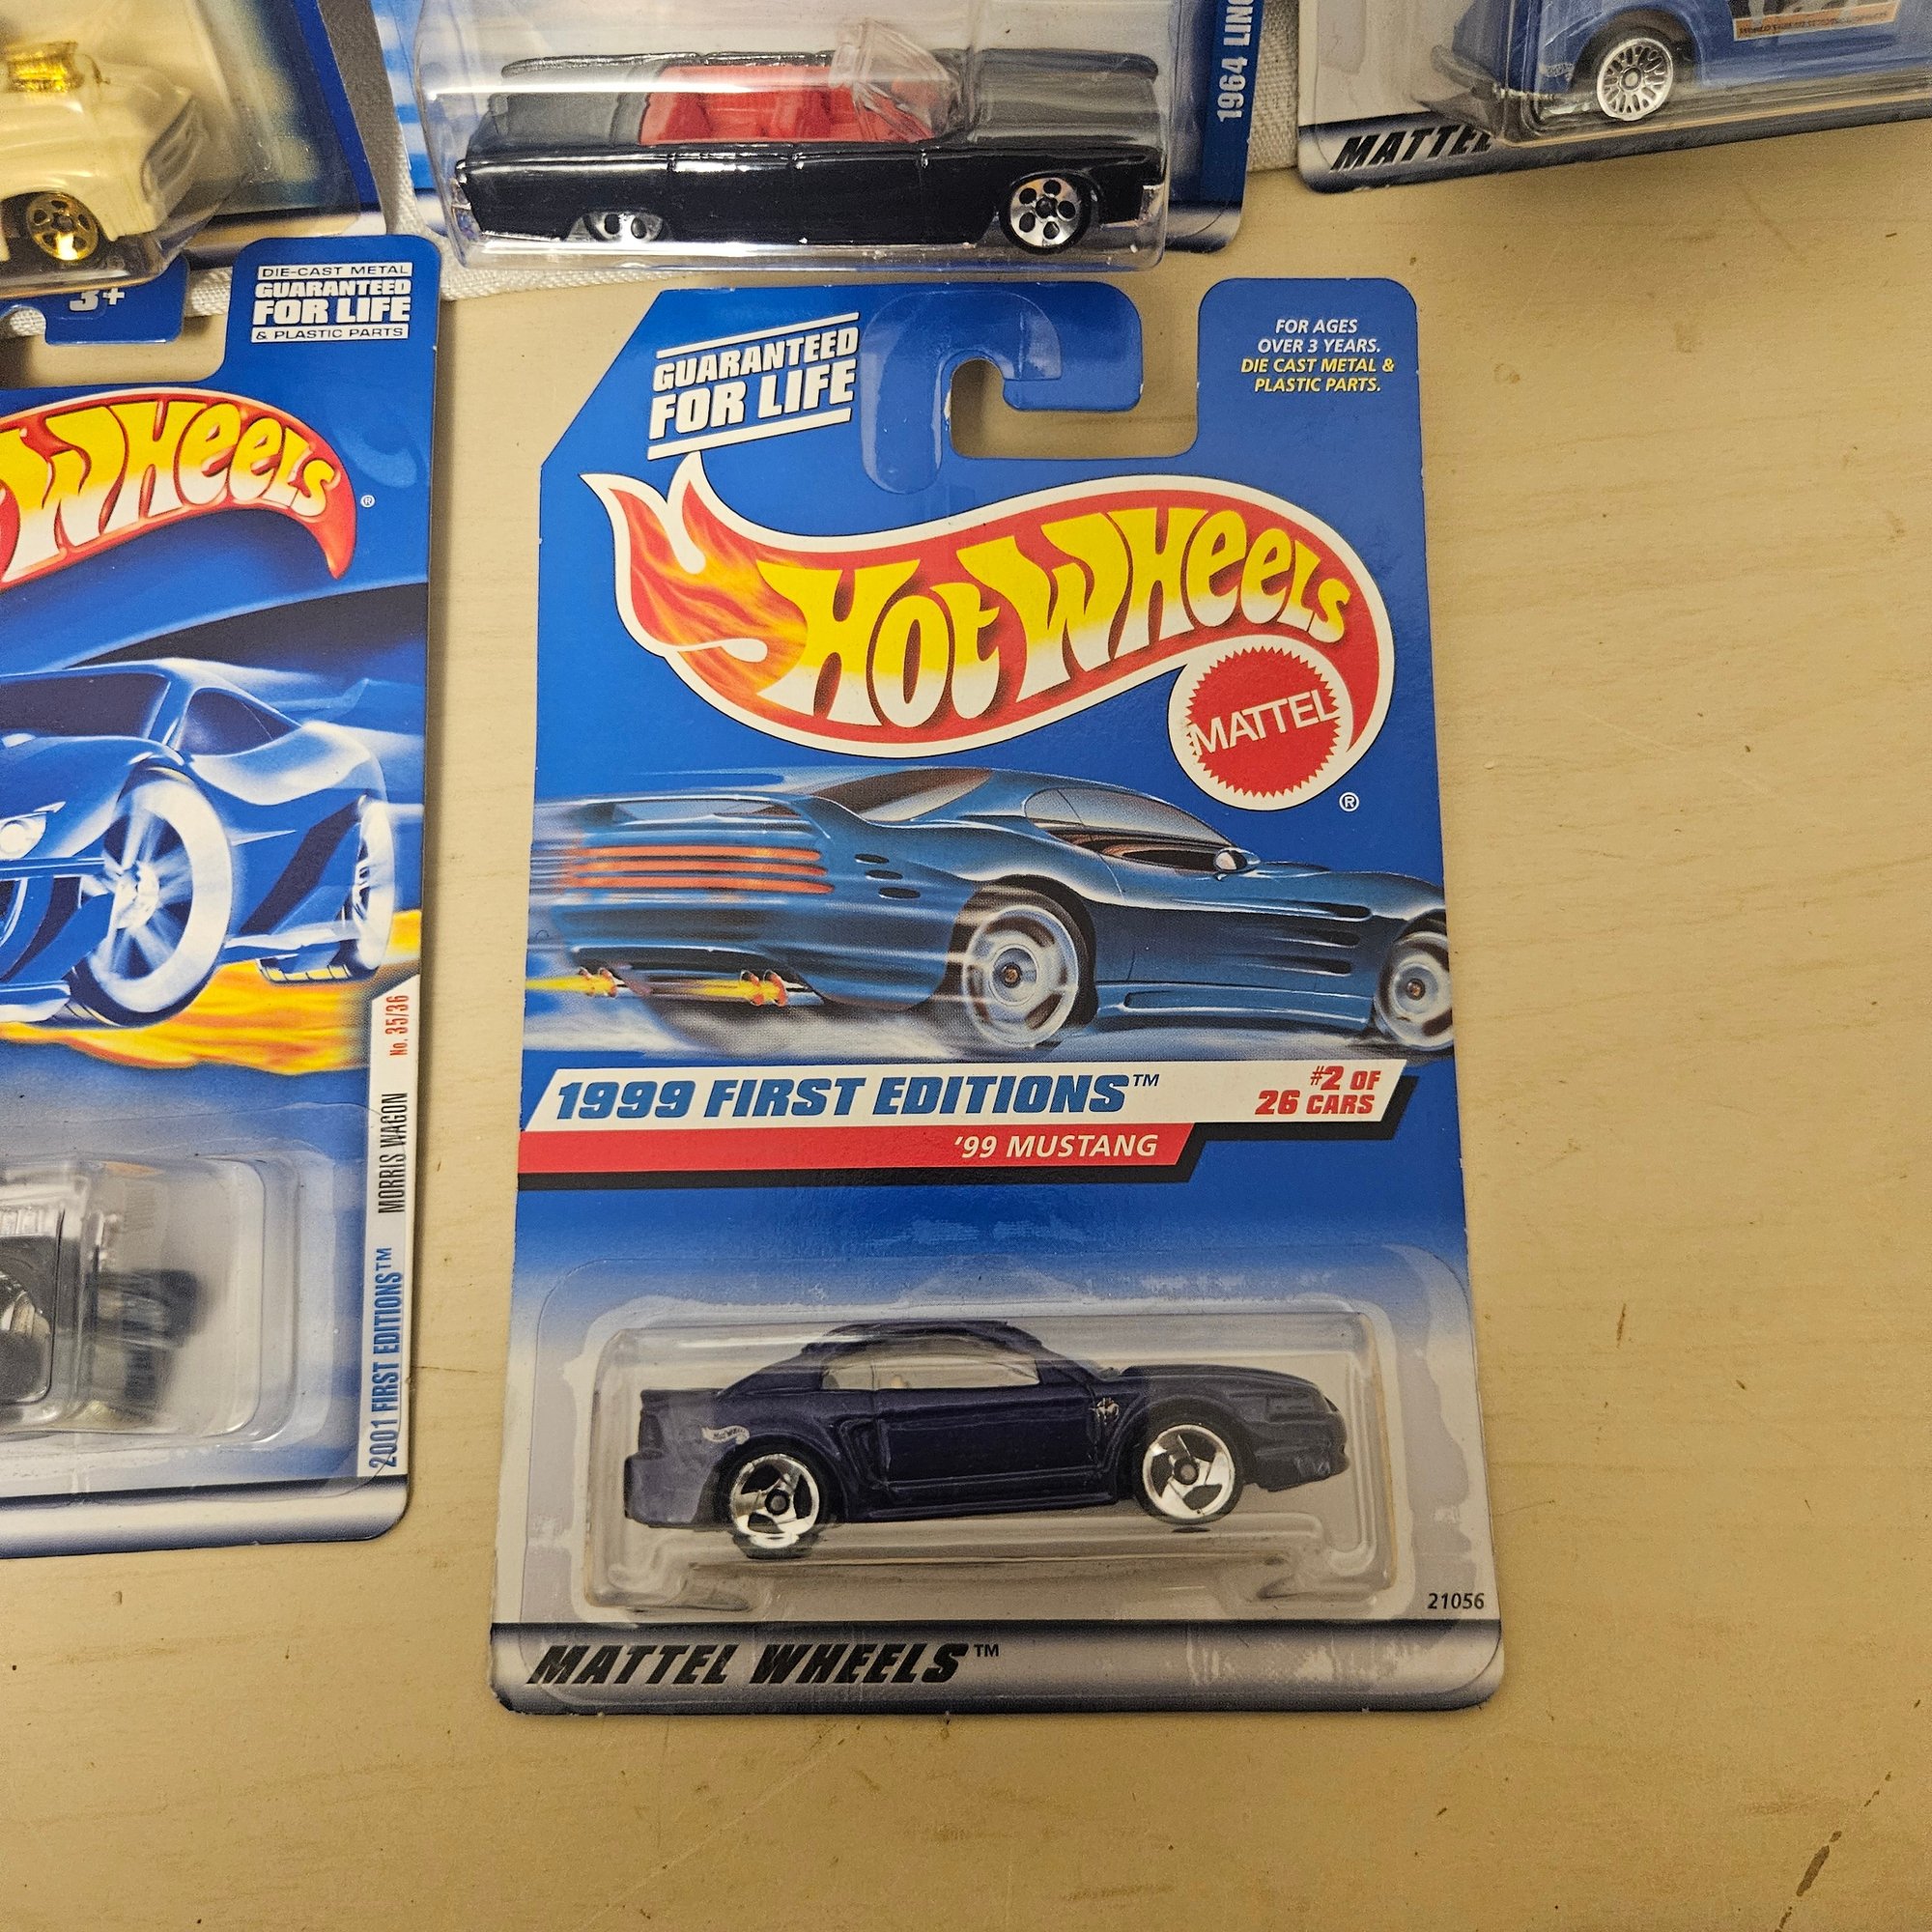 1964 LINC
MATTEL
3+
DIE-CAST METAL
GUARANTEED
FOR LIFE
& PLASTIC PARTS
WHEELS
®
No. 35/36
MORRIS WAGON
2001 FIRST EDITIONS™
GUARANTEED
FOR LIFE
FOR AGES
OVER 3 YEARS.
DIE CAST METAL &
PLASTIC PARTS.
HOT WHEELS
MATTEL
®
1999 FIRST EDITIONS™
#2 OF
26 CARS
'99 MUSTANG
21056
MATTEL WHEELS™